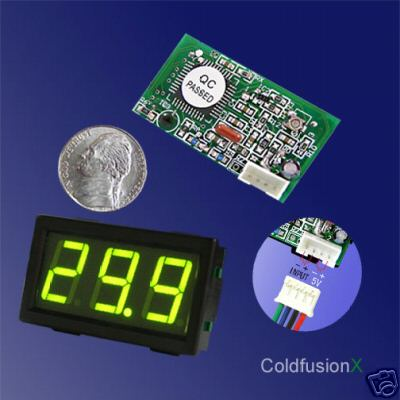 QC
PASSED
29.9
- + - +
INPUT 5V
ColdfusionX